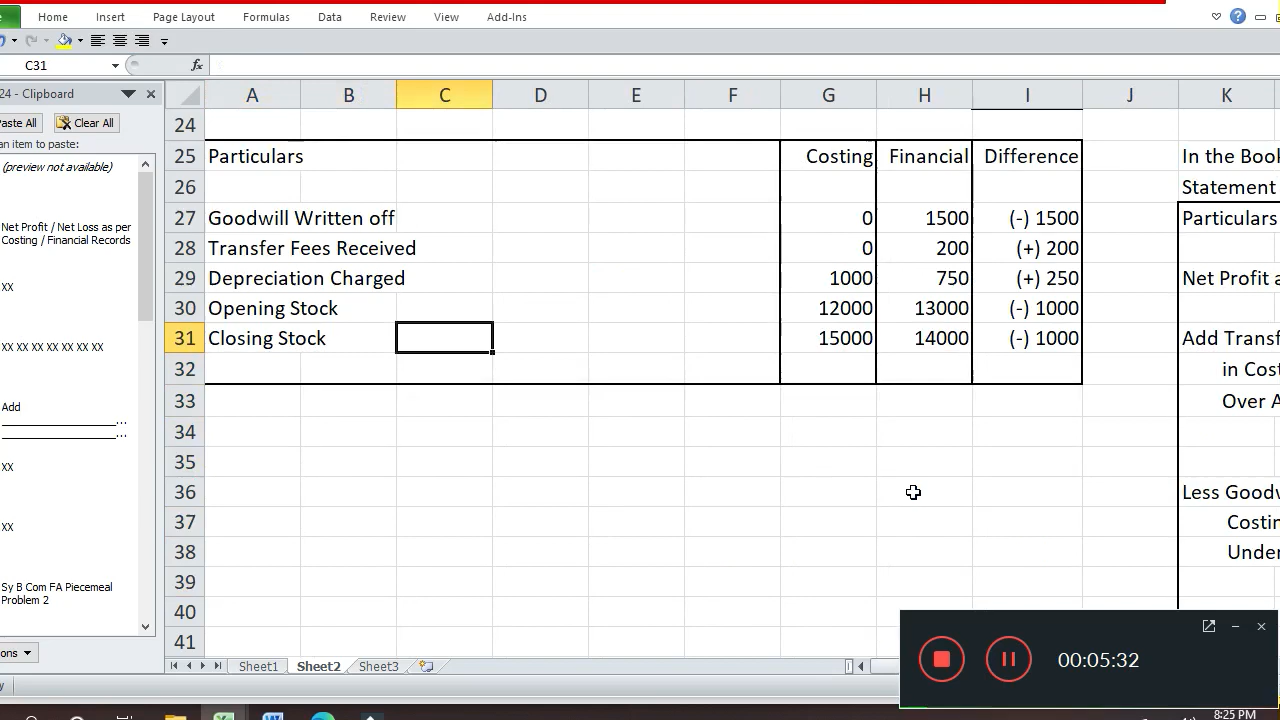 Home Insert Page Layout Formulas Data Review View Add-Ins
C31 fx
24 - Clipboard
Paste All Clear All
an item to paste:
(preview not available)
Net Profit / Net Loss as per
Costing / Financial Records
XX
XX XX XX XX XX XX XX
Add
XX
XX
Sy B Com FA Piecemeal
Problem 2
A B C D E F G H I J K
24
25 Particulars Costing Financial Difference In the Book
26 Statement
27 Goodwill Written off 0 1500 (-) 1500 Particulars
28 Transfer Fees Received 0 200 (+) 200
29 Depreciation Charged 1000 750 (+) 250 Net Profit a
30 Opening Stock 12000 13000 (-) 1000
31 Closing Stock 15000 14000 (-) 1000 Add Transf
32 in Cost
33 Over A
34
35
36 Less Goodw
37 Costin
38 Under
39
40
41
Sheet1 Sheet2 Sheet3
00:05:32
8:25 PM